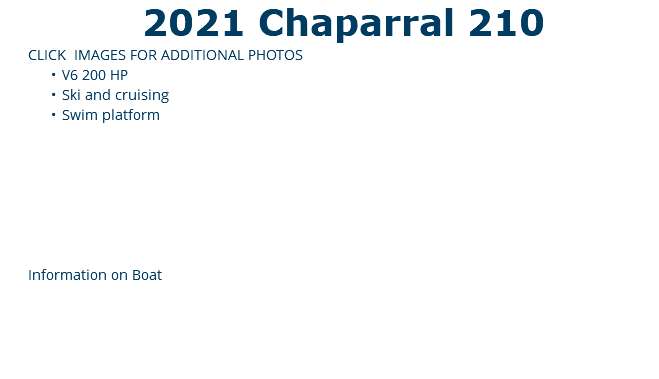 2021 Chaparral 210
CLICK  IMAGES FOR ADDITIONAL PHOTOS
• V6 200 HP
• Ski and cruising
• Swim platform
Information on Boat